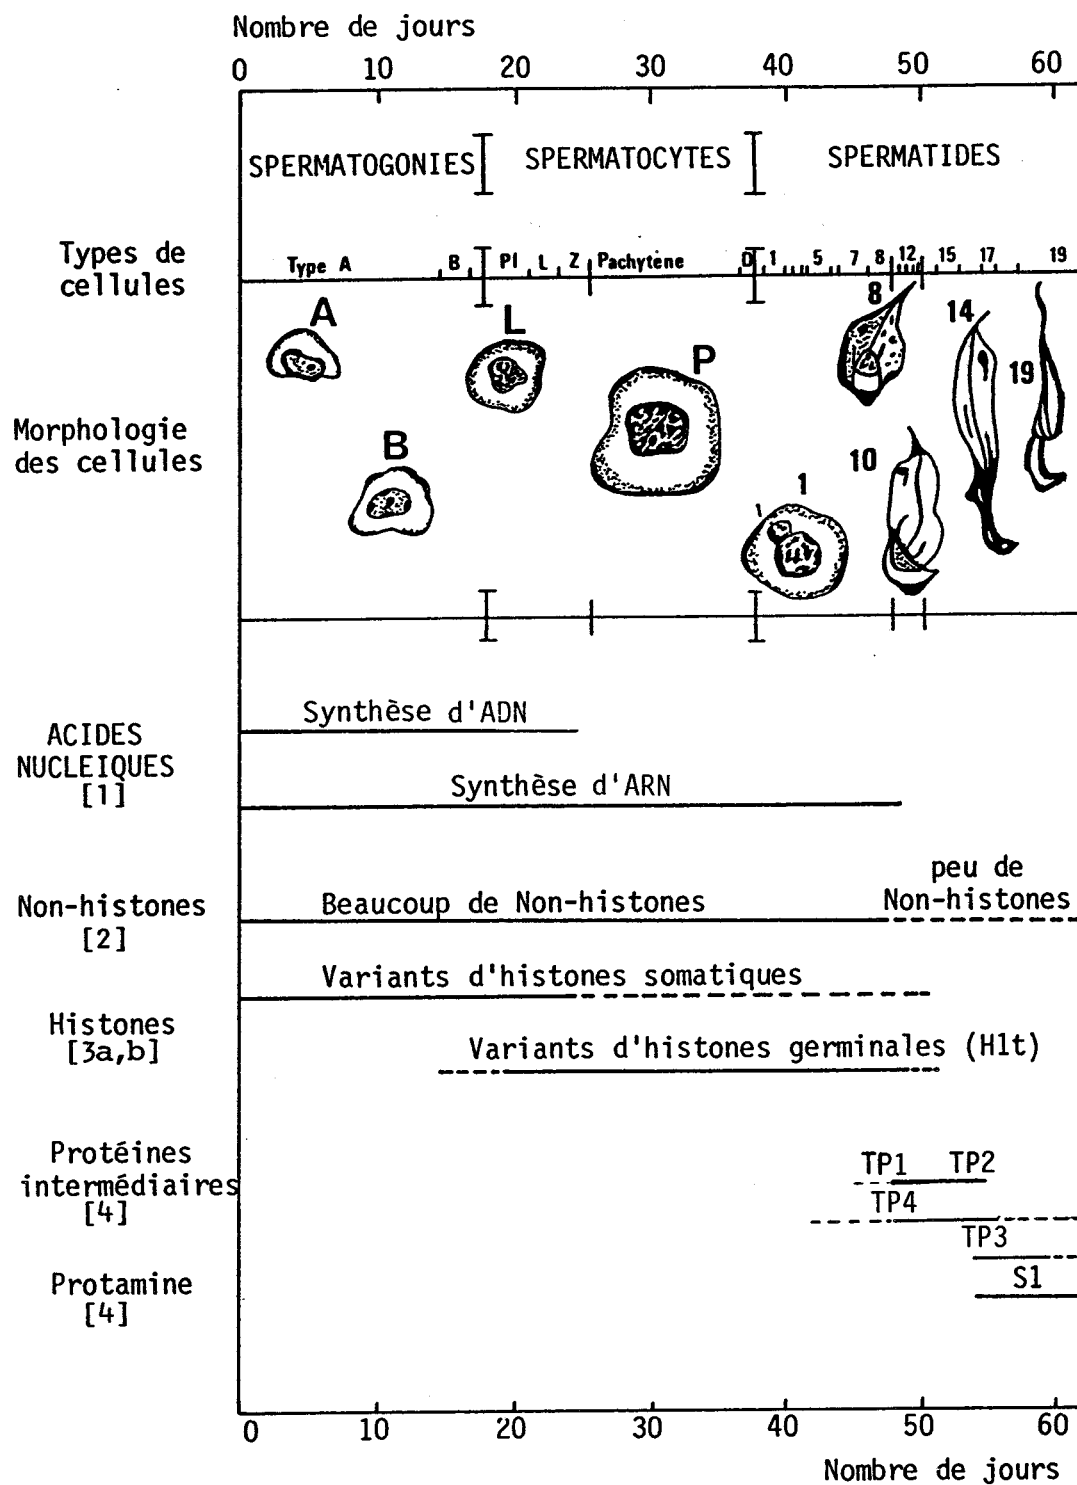 Nombre de jours
0 10 20 30 40 50 60
SPERMATOGONIES SPERMATOCYTES SPERMATIDES
Types de
cellules
Type A B Pl L Z Pachytene D 1 5 7 8 12 15 17 19
A L P 8 14 19
Morphologie
des cellules
B 10 1
1
Synthèse d'ADN
ACIDES
NUCLEIQUES
[1]
Synthèse d'ARN
peu de
Non-histones
Non-histones
[2]
Beaucoup de Non-histones
Variants d'histones somatiques
Histones
[3a,b]
Variants d'histones germinales (H1t)
Protéines
intermédiaires
[4]
TP1 TP2
TP4
TP3
Protamine
[4]
S1
0 10 20 30 40 50 60
Nombre de jours